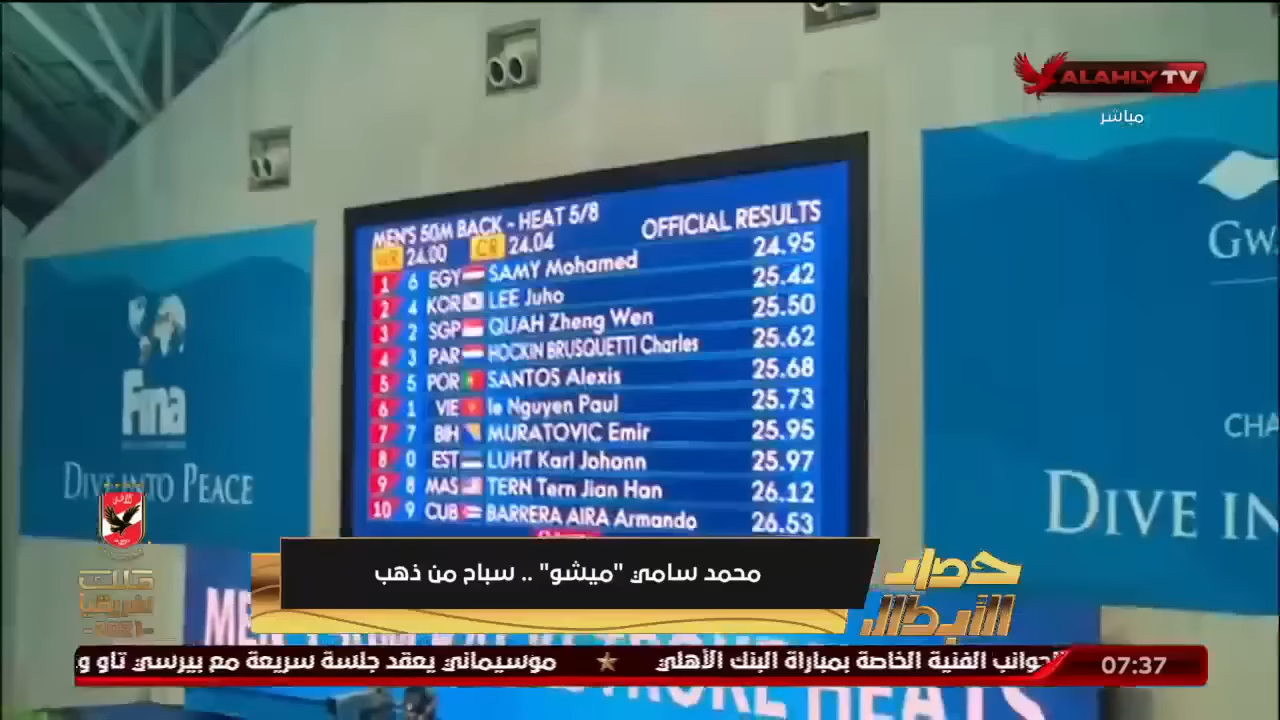 ALAHLY TV
مباشر
MEN'S 50M BACK - HEAT 5/8
OFFICIAL RESULTS
WR 24.00 CR 24.04
1 6 EGY SAMY Mohamed 24.95
2 4 KOR LEE Juho 25.42
3 2 SGP QUAH Zheng Wen 25.50
4 3 PAR HOCKIN BRUSQUETTI Charles 25.62
5 5 POR SANTOS Alexis 25.68
6 1 VIE le Nguyen Paul 25.73
7 7 BIH MURATOVIC Emir 25.95
8 0 EST LUHT Karl Johann 25.97
9 8 MAS TERN Tern Jian Han 26.12
10 9 CUB BARRERA AIRA Armando 26.53
Fina
DIVE INTO PEACE
GW
CHA
DIVE IN
محمد سامي "ميشو" .. سباح من ذهب
حصاد
الأبطال
ملك
إفريقيا
HEATS
الجوانب الفنية الخاصة بمباراة البنك الأهلي ★ موسيماني يعقد جلسة سريعة مع بيرسي تاو و
07:37